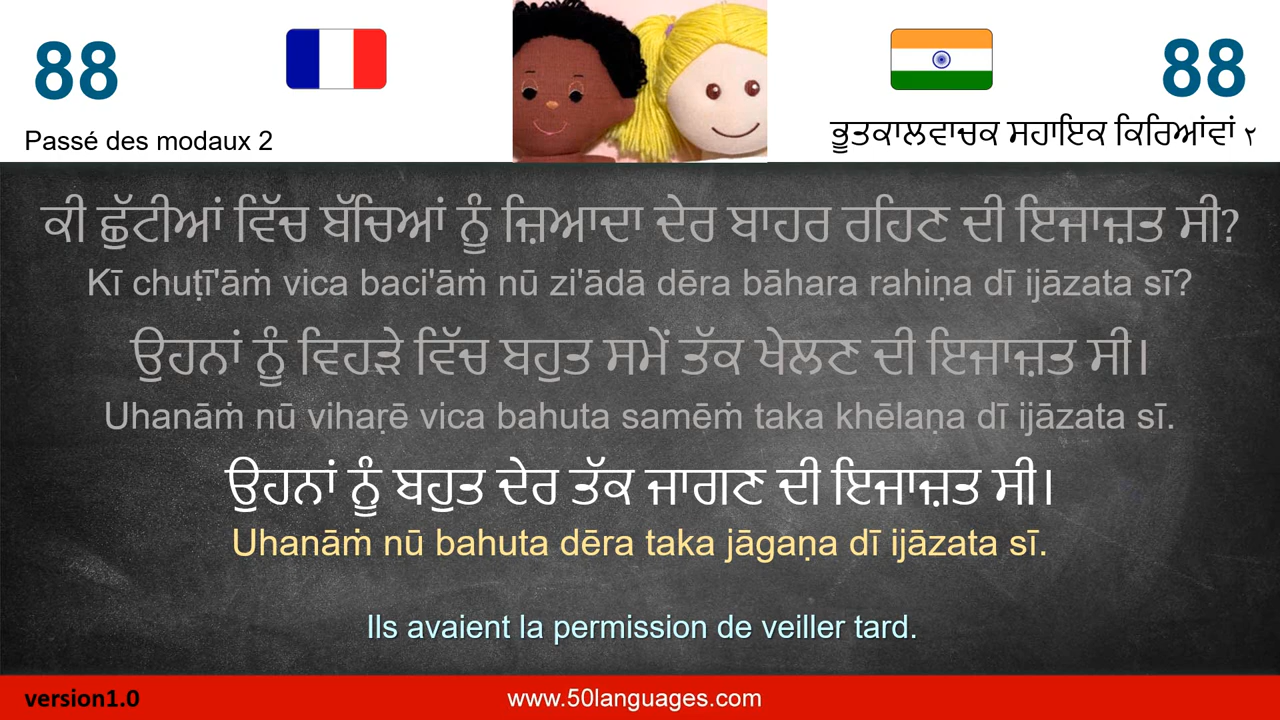 88
88
Passé des modaux 2
ਭੂਤਕਾਲਵਾਚਕ ਸਹਾਇਕ ਕਿਰਿਆਂਵਾਂ ੨
ਕੀ ਛੁੱਟੀਆਂ ਵਿੱਚ ਬੱਚਿਆਂ ਨੂੰ ਜ਼ਿਆਦਾ ਦੇਰ ਬਾਹਰ ਰਹਿਣ ਦੀ ਇਜਾਜ਼ਤ ਸੀ?
Kī chuṭī'āṁ vica baci'āṁ nū zi'ādā dēra bāhara rahiṇa dī ijāzata sī?
ਉਹਨਾਂ ਨੂੰ ਵਿਹੜੇ ਵਿੱਚ ਬਹੁਤ ਸਮੇਂ ਤੱਕ ਖੇਲਣ ਦੀ ਇਜਾਜ਼ਤ ਸੀ।
Uhanāṁ nū vihaṛē vica bahuta samēṁ taka khēlaṇa dī ijāzata sī.
ਉਹਨਾਂ ਨੂੰ ਬਹੁਤ ਦੇਰ ਤੱਕ ਜਾਗਣ ਦੀ ਇਜਾਜ਼ਤ ਸੀ।
Uhanāṁ nū bahuta dēra taka jāgaṇa dī ijāzata sī.
Ils avaient la permission de veiller tard.
version1.0
www.50languages.com